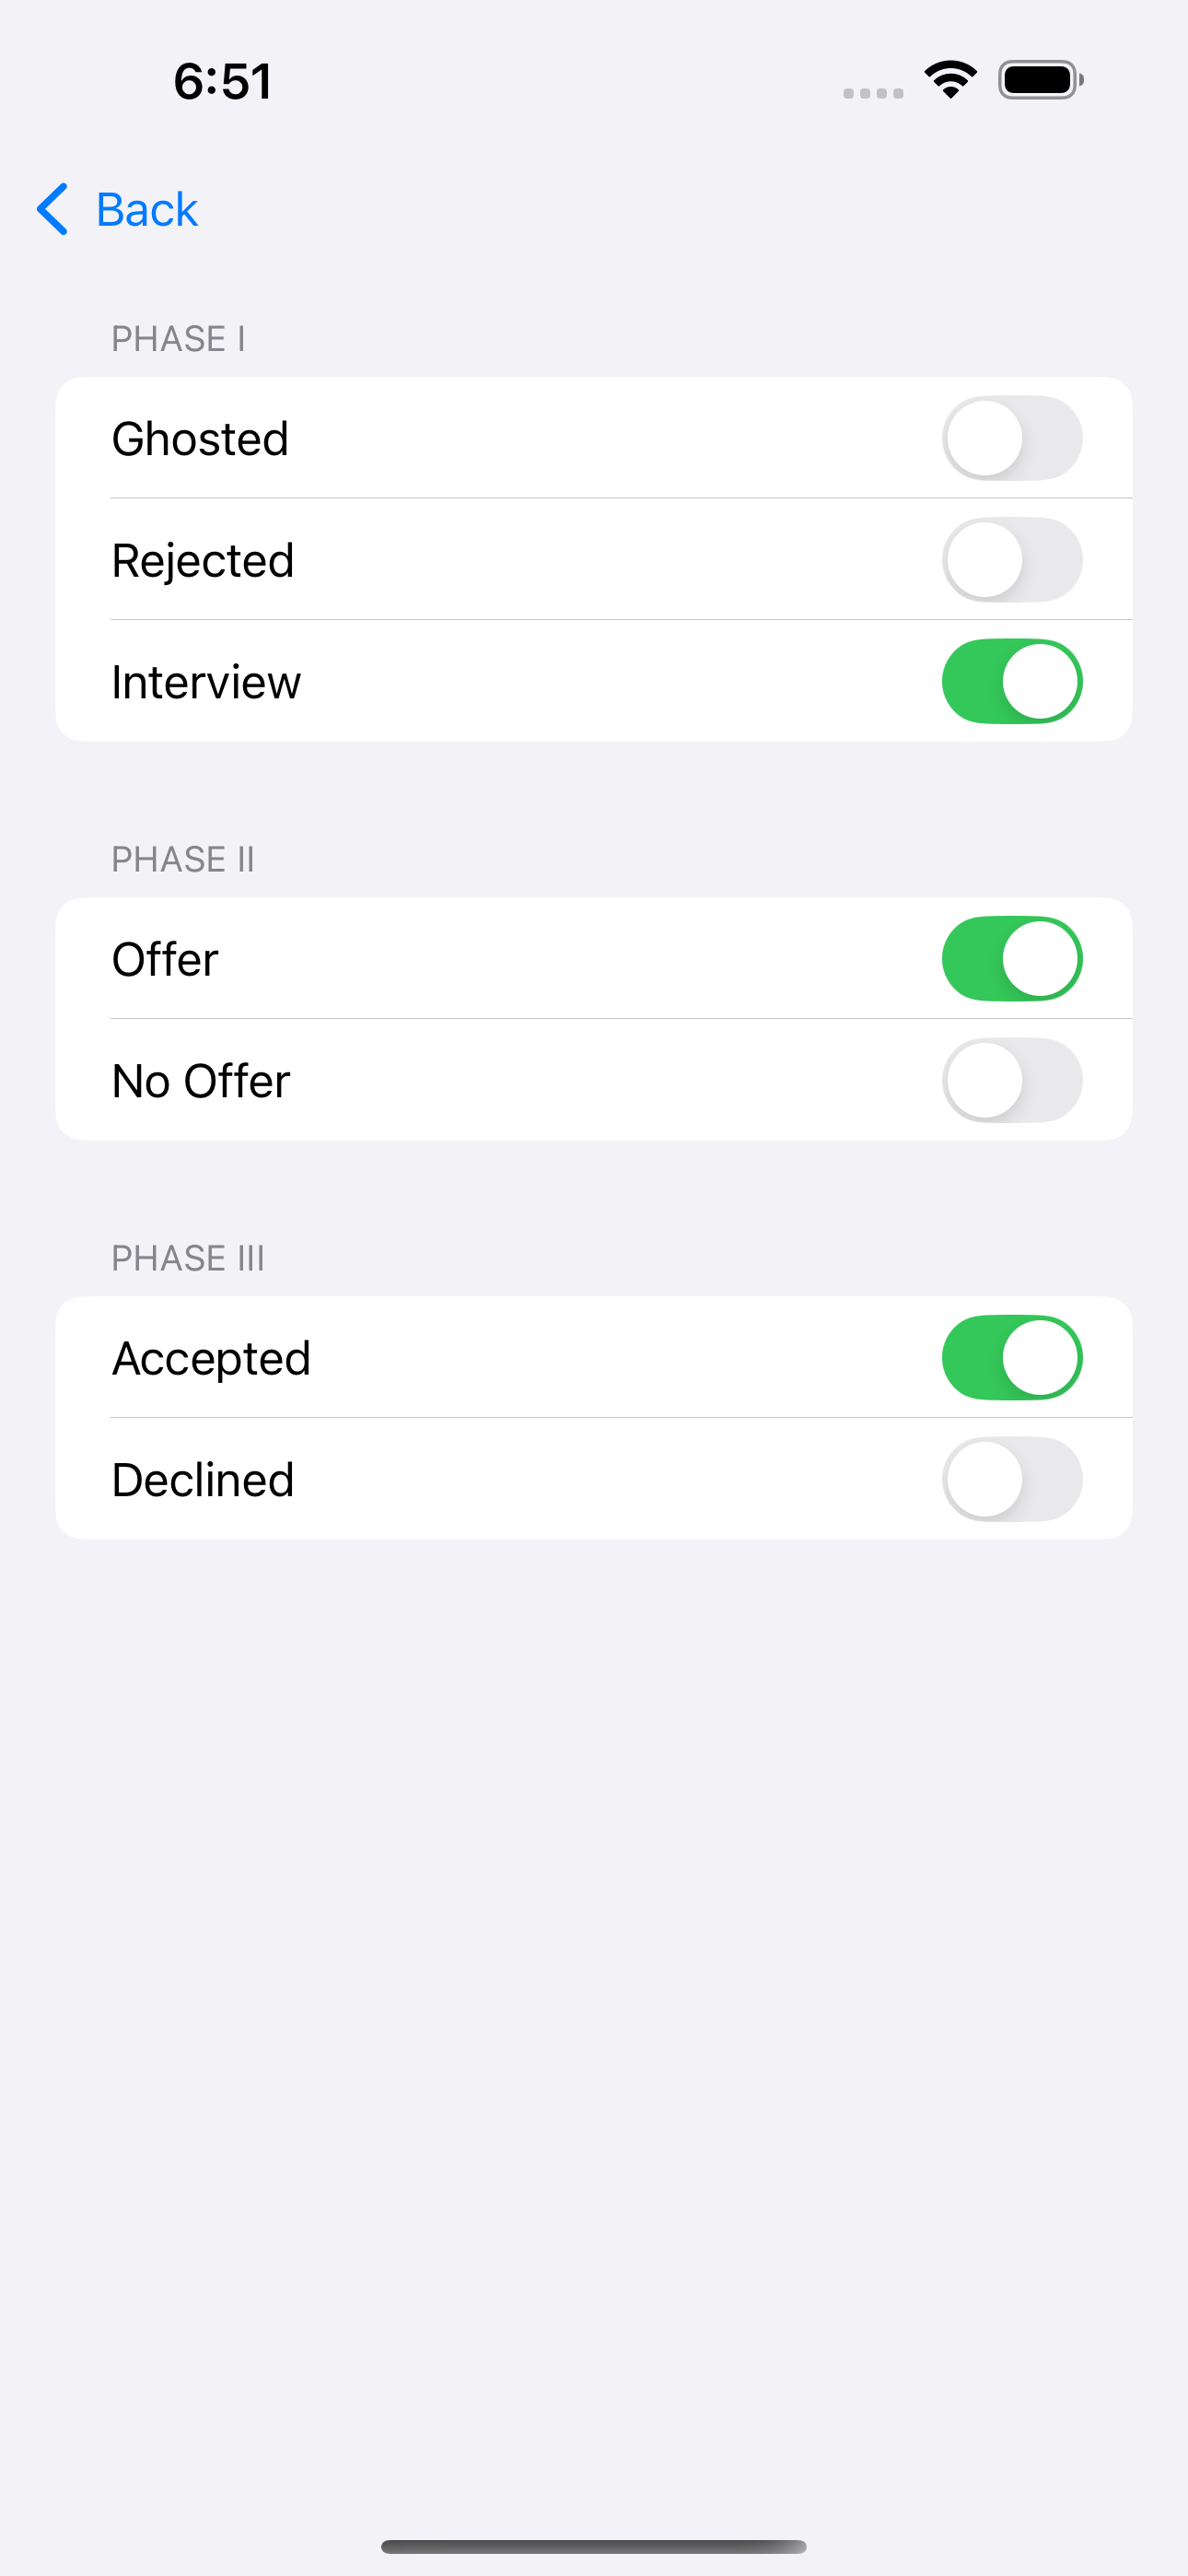 6:51
Back
PHASE I
Ghosted
Rejected
Interview
PHASE II
Offer
No Offer
PHASE III
Accepted
Declined